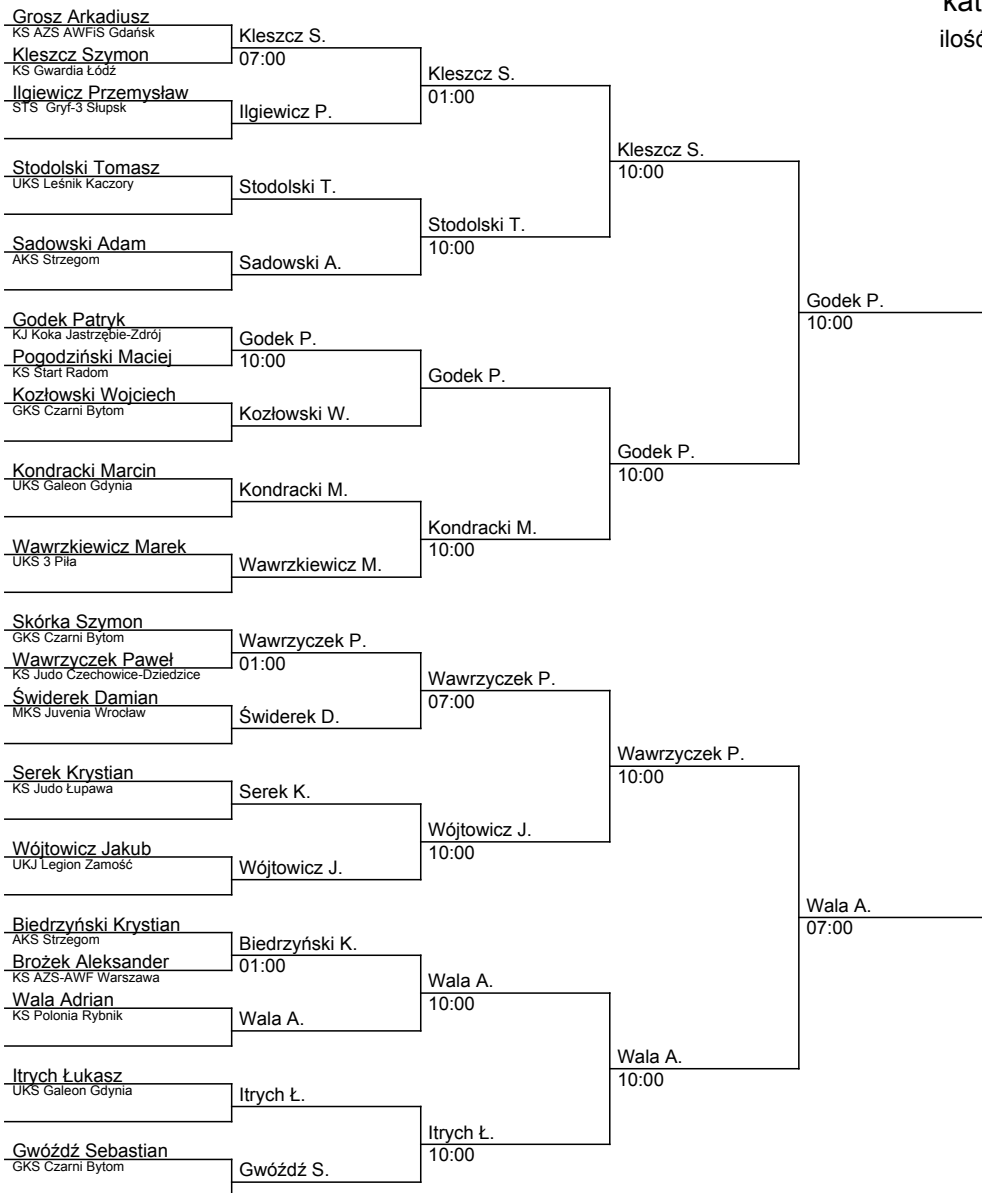 Grosz Arkadiusz
KS AZS AWFiS Gdańsk
Kleszcz Szymon
KS Gwardia Łódź
Ilgiewicz Przemysław
STS Gryf-3 Słupsk
Stodolski Tomasz
UKS Leśnik Kaczory
Sadowski Adam
AKS Strzegom
Godek Patryk
KJ Koka Jastrzębie-Zdrój
Pogodziński Maciej
KS Start Radom
Kozłowski Wojciech
GKS Czarni Bytom
Kondracki Marcin
UKS Galeon Gdynia
Wawrzkiewicz Marek
UKS 3 Piła
Skórka Szymon
GKS Czarni Bytom
Wawrzyczek Paweł
KS Judo Czechowice-Dziedzice
Świderek Damian
MKS Juvenia Wrocław
Serek Krystian
KS Judo Łupawa
Wójtowicz Jakub
UKJ Legion Zamość
Biedrzyński Krystian
AKS Strzegom
Brożek Aleksander
KS AZS-AWF Warszawa
Wala Adrian
KS Polonia Rybnik
Itrych Łukasz
UKS Galeon Gdynia
Gwóźdź Sebastian
GKS Czarni Bytom
Kleszcz S.
07:00
Ilgiewicz P.
Stodolski T.
Sadowski A.
Godek P.
10:00
Kozłowski W.
Kondracki M.
Wawrzkiewicz M.
Wawrzyczek P.
01:00
Świderek D.
Serek K.
Wójtowicz J.
Biedrzyński K.
01:00
Wala A.
Itrych Ł.
Gwóźdź S.
Kleszcz S.
01:00
Stodolski T.
10:00
Godek P.
Kondracki M.
10:00
Wawrzyczek P.
07:00
Wójtowicz J.
10:00
Wala A.
10:00
Itrych Ł.
10:00
Kleszcz S.
10:00
Godek P.
10:00
Wawrzyczek P.
10:00
Wala A.
10:00
Godek P.
10:00
Wala A.
07:00
kat